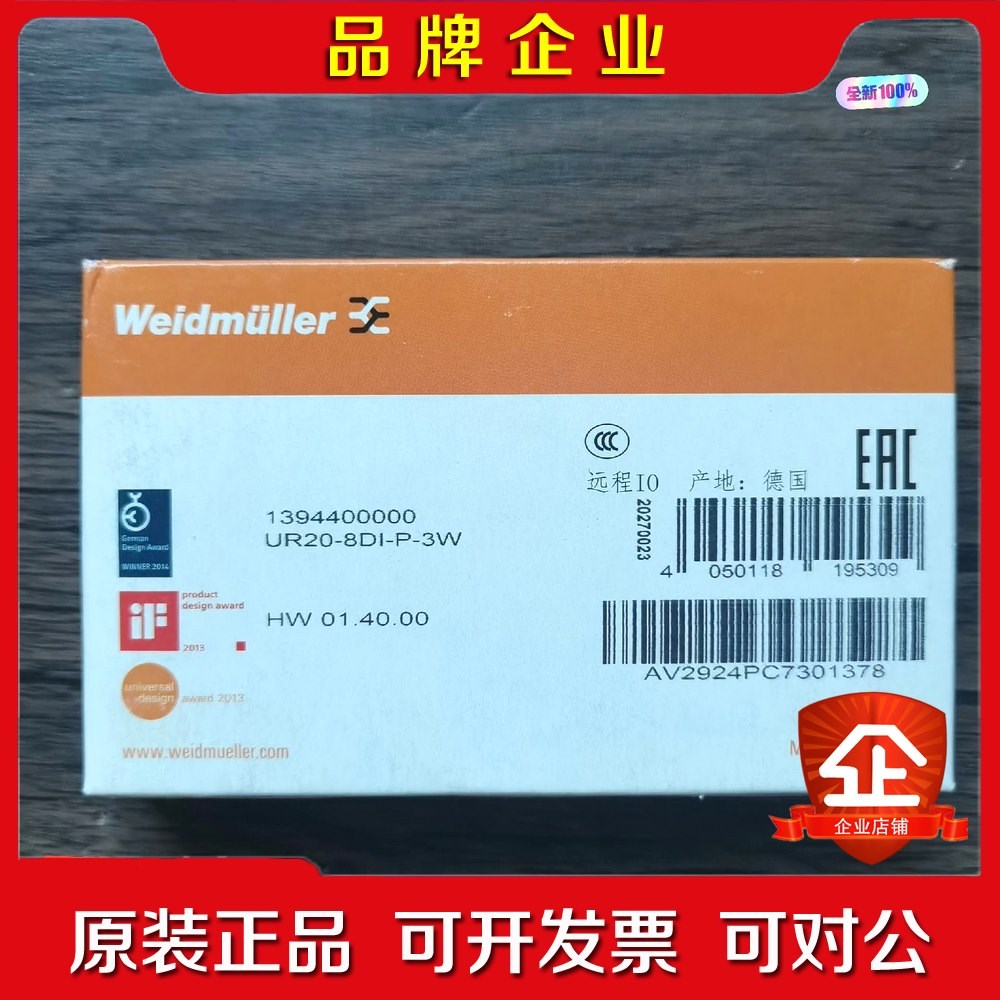 品牌企业
全新100%
Weidmüller
CCC
EAC
远程IO 产地：德国
20270023
4 050118 195309
1394400000
UR20-8DI-P-3W
German
Design Award
WINNER 2014
product
design award
iF
2013
HW 01.40.00
AV2924PC7301378
universal
design
award 2013
www.weidmueller.com
M
企
企业店铺
原装正品 可开发票 可对公